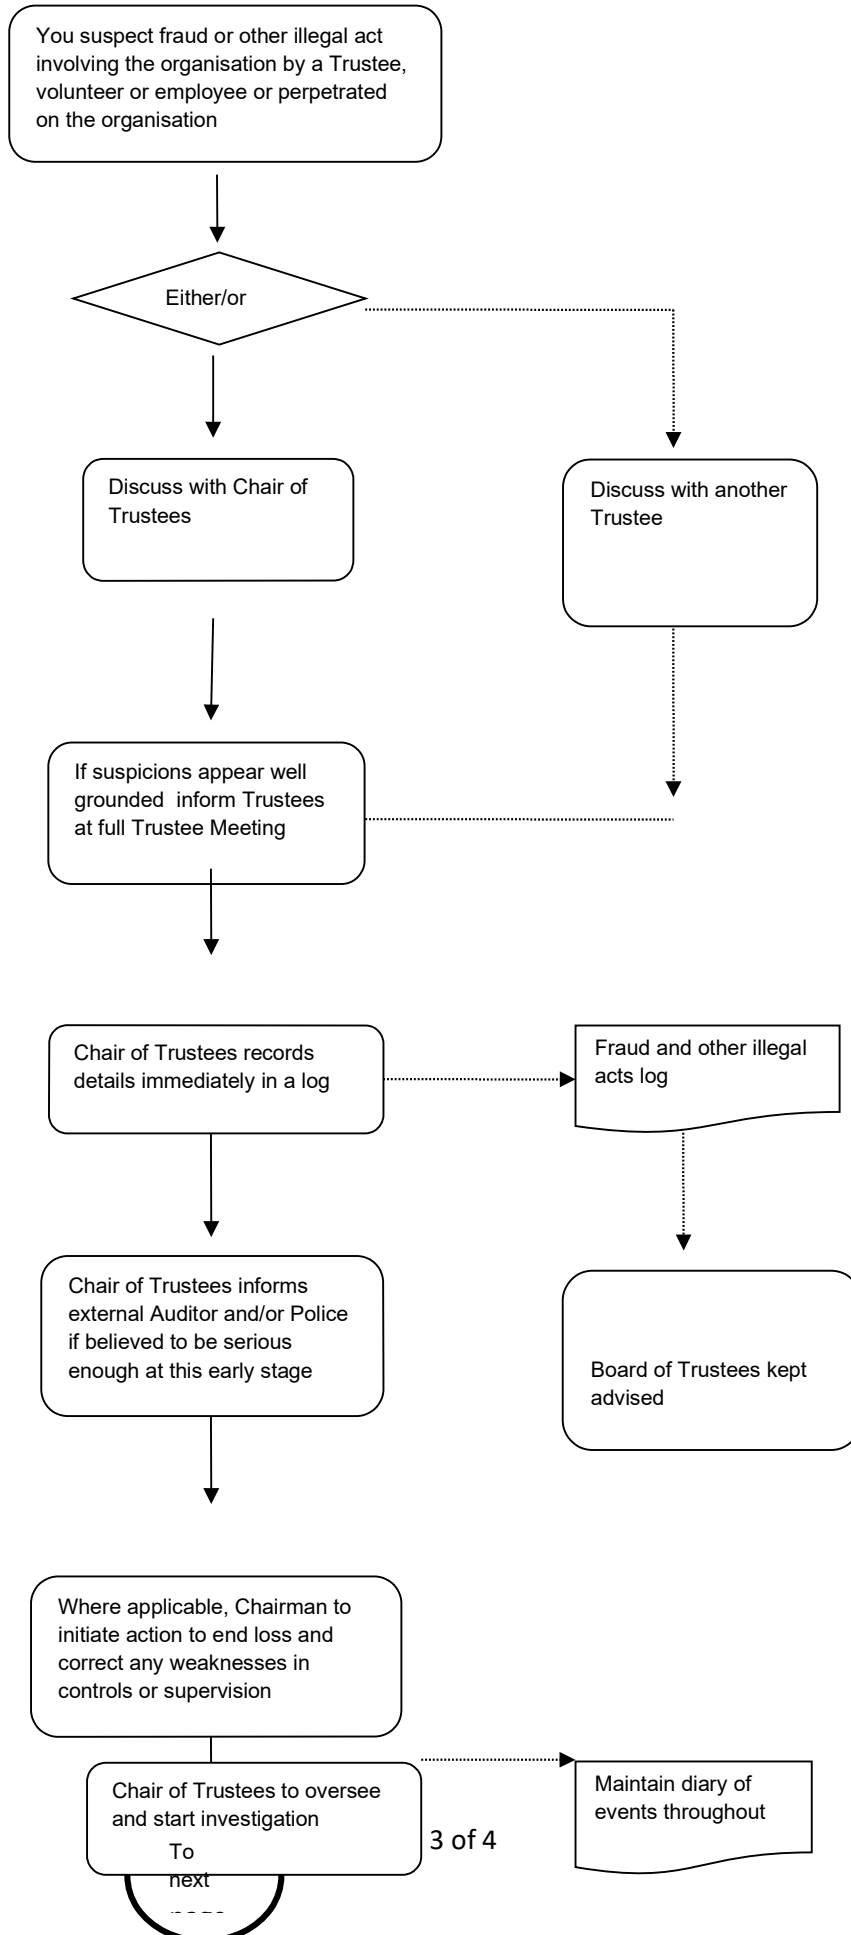 You suspect fraud or other illegal act
involving the organisation by a Trustee,
volunteer or employee or perpetrated
on the organisation
Either/or
Discuss with Chair of
Trustees
Discuss with another
Trustee
If suspicions appear well
grounded inform Trustees
at full Trustee Meeting
Chair of Trustees records
details immediately in a log
Fraud and other illegal
acts log
Chair of Trustees informs
external Auditor and/or Police
if believed to be serious
enough at this early stage
Board of Trustees kept
advised
Where applicable, Chairman to
initiate action to end loss and
correct any weaknesses in
controls or supervision
Chair of Trustees to oversee
and start investigation
Maintain diary of
events throughout
To
next
3 of 4